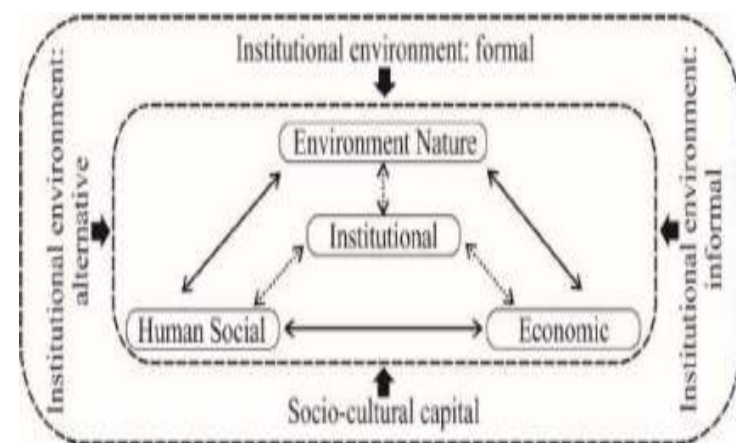 Institutional environment: formal
Institutional environment:
alternative
Environment Nature
Institutional
Human Social
Economic
Institutional environment:
informal
Socio-cultural capital